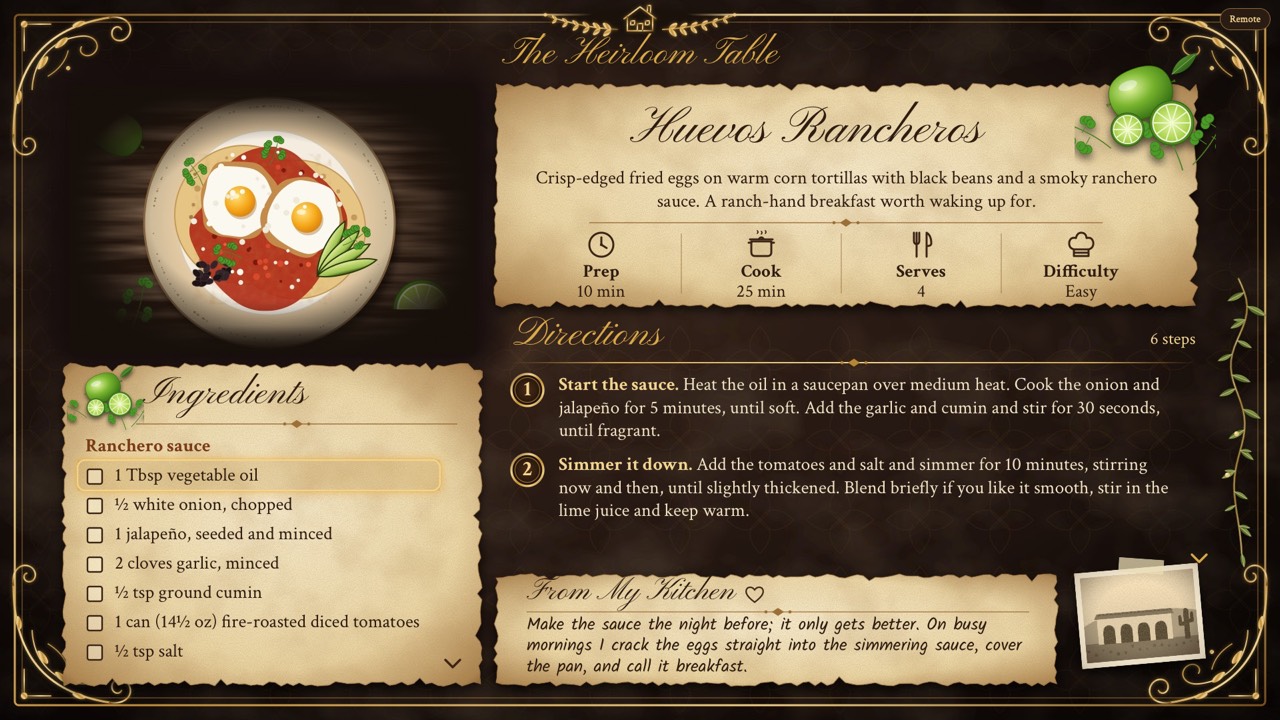 Remote
The Heirloom Table
Huevos Rancheros
Crisp-edged fried eggs on warm corn tortillas with black beans and a smoky ranchero
sauce. A ranch-hand breakfast worth waking up for.
Prep
10 min
Cook
25 min
Serves
4
Difficulty
Easy
Ingredients
Ranchero sauce
1 Tbsp vegetable oil
½ white onion, chopped
1 jalapeño, seeded and minced
2 cloves garlic, minced
½ tsp ground cumin
1 can (14½ oz) fire-roasted diced tomatoes
½ tsp salt
Directions
6 steps
1
Start the sauce. Heat the oil in a saucepan over medium heat. Cook the onion and
jalapeño for 5 minutes, until soft. Add the garlic and cumin and stir for 30 seconds,
until fragrant.
2
Simmer it down. Add the tomatoes and salt and simmer for 10 minutes, stirring
now and then, until slightly thickened. Blend briefly if you like it smooth, stir in the
lime juice and keep warm.
From My Kitchen
Make the sauce the night before; it only gets better. On busy
mornings I crack the eggs straight into the simmering sauce, cover
the pan, and call it breakfast.